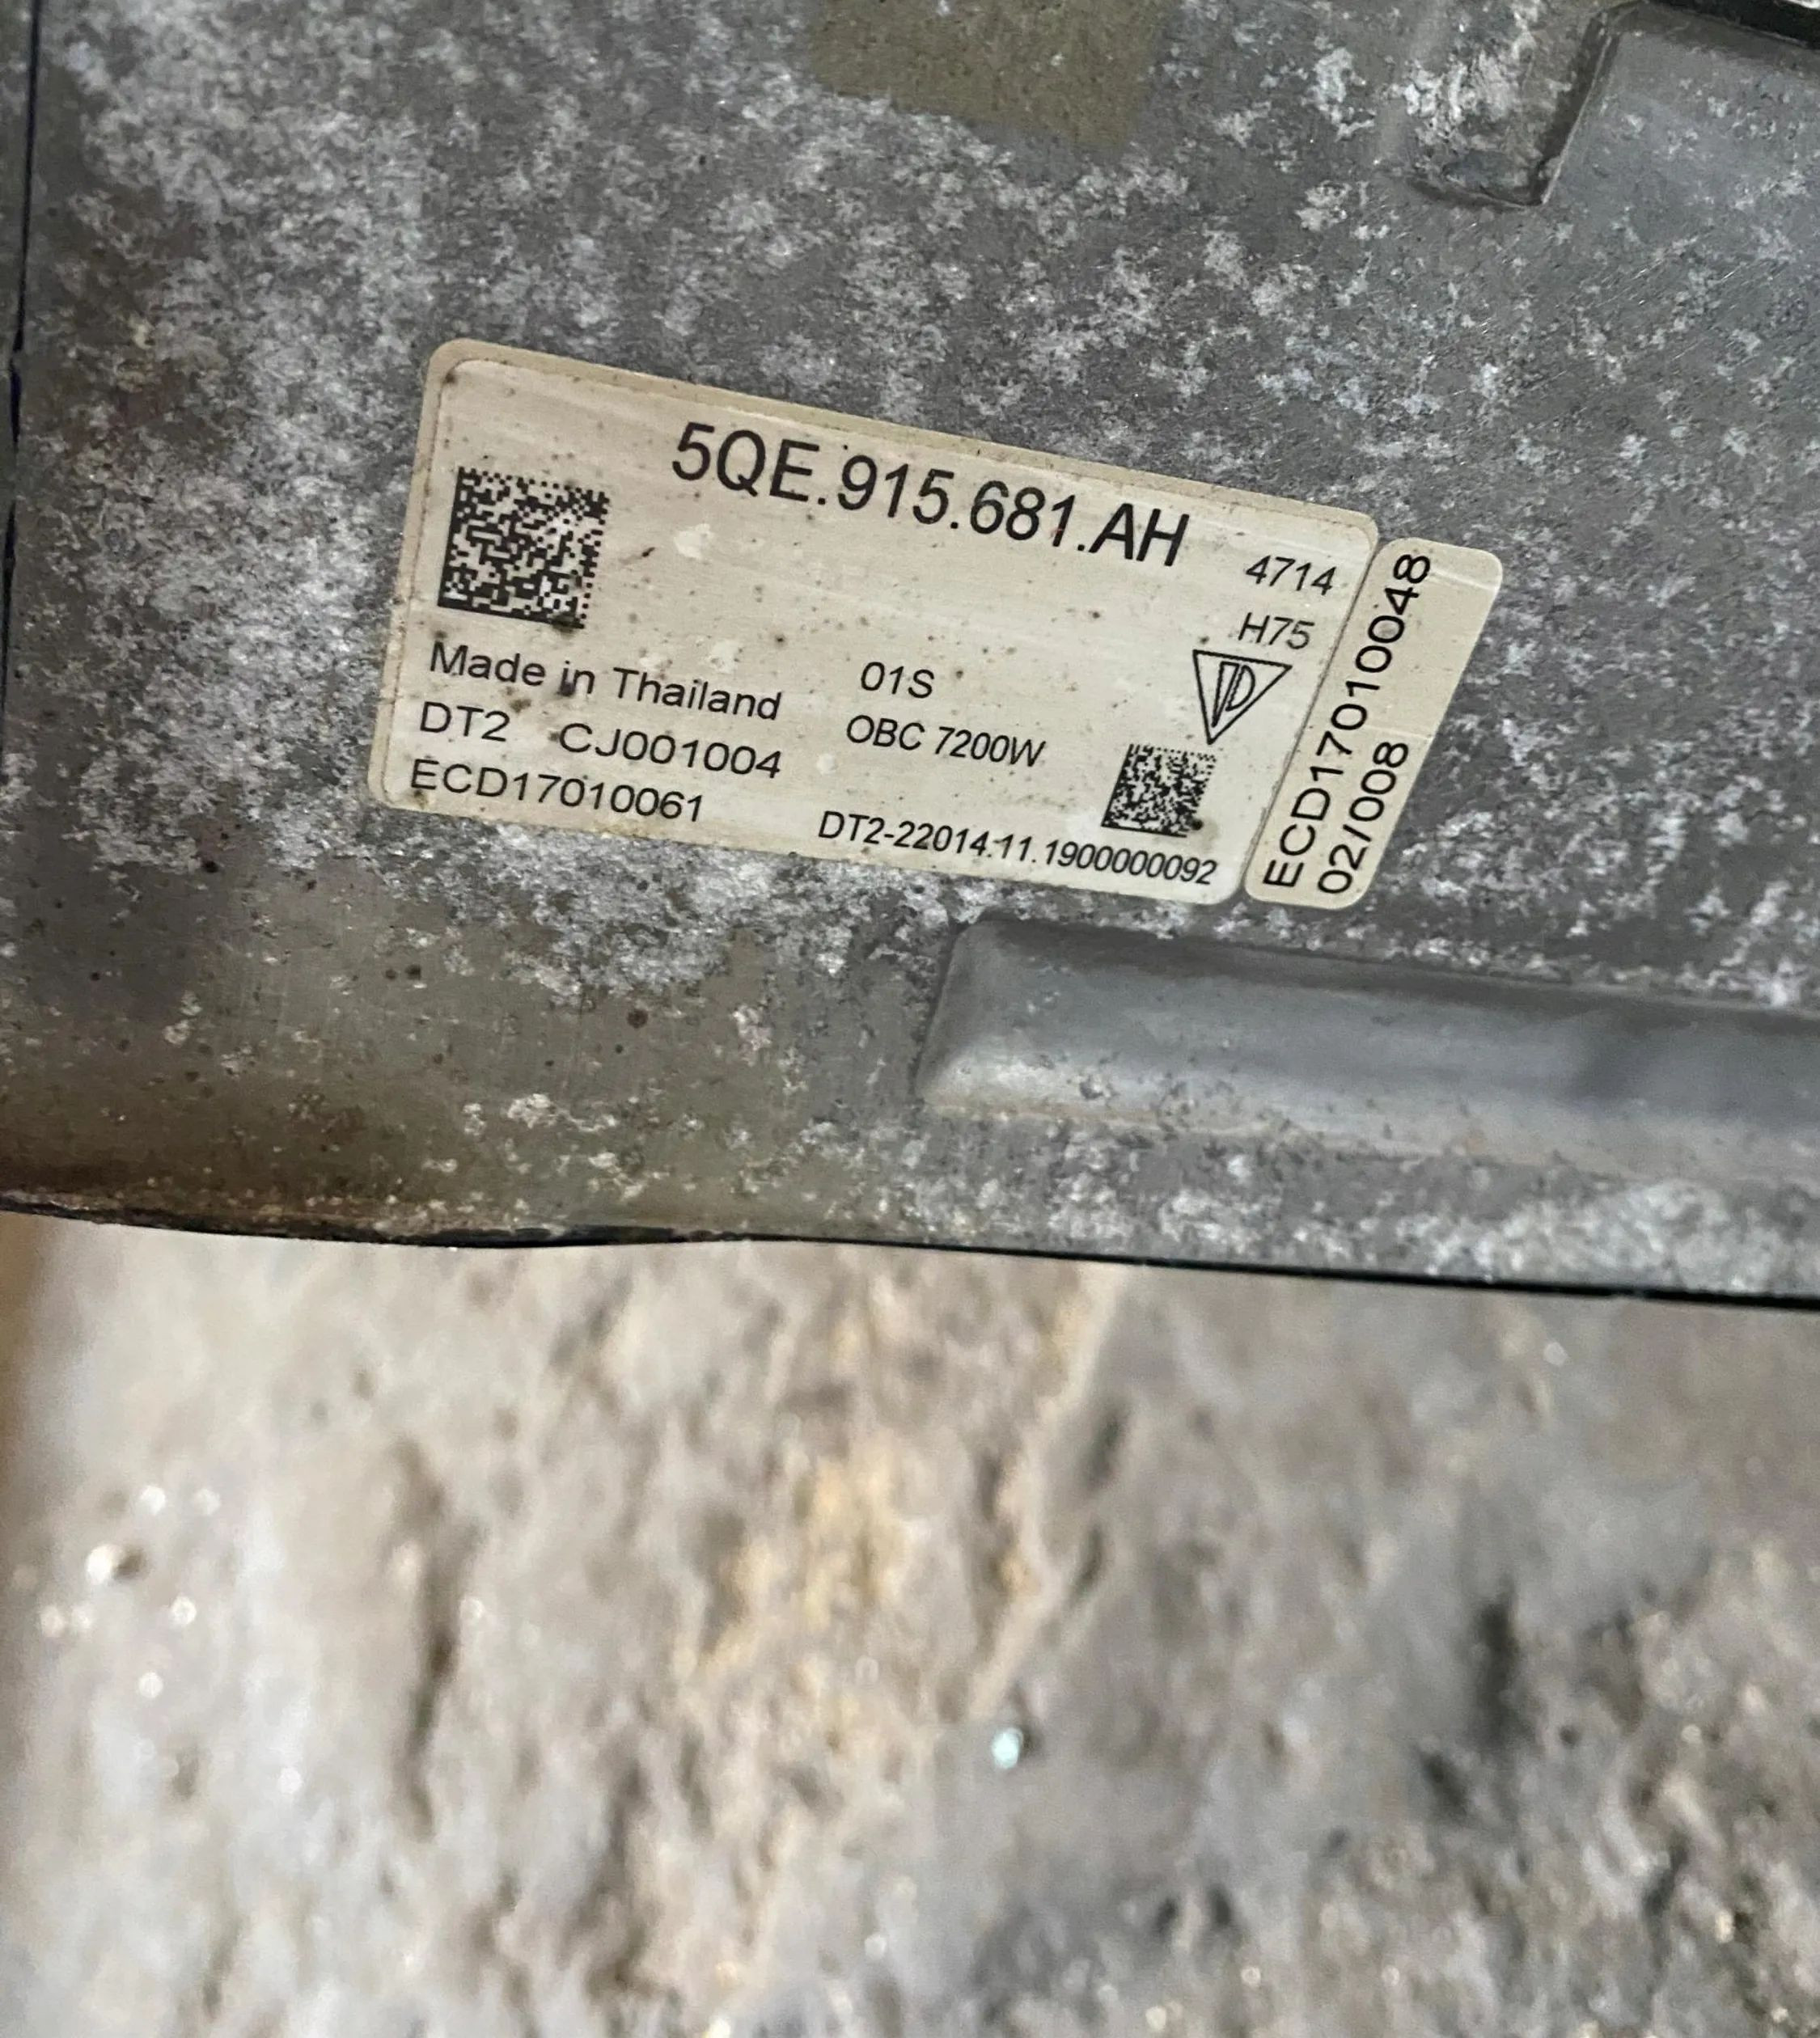 5QE.915.681.AH
4714
H75
Made in Thailand
01S
DT2 CJ001004
OBC 7200W
ECD17010061
DT2-22014.11.1900000092
ECD17010048
02/008